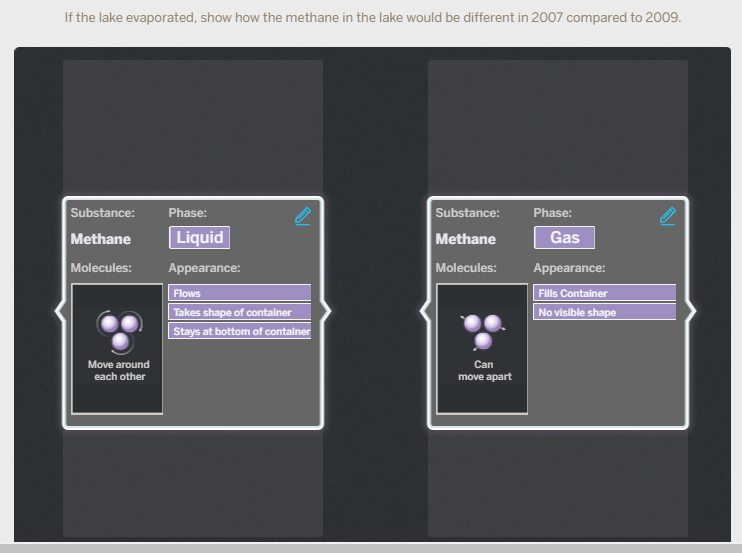 If the lake evaporated, show how the methane in the lake would be different in 2007 compared to 2009.
Substance:
Phase:
Methane
Liquid
Molecules:
Appearance:
Flows
Takes shape of container
Stays at bottom of container
Move around
each other
Substance:
Phase:
Methane
Gas
Molecules:
Appearance:
Fills Container
No visible shape
Can
move apart